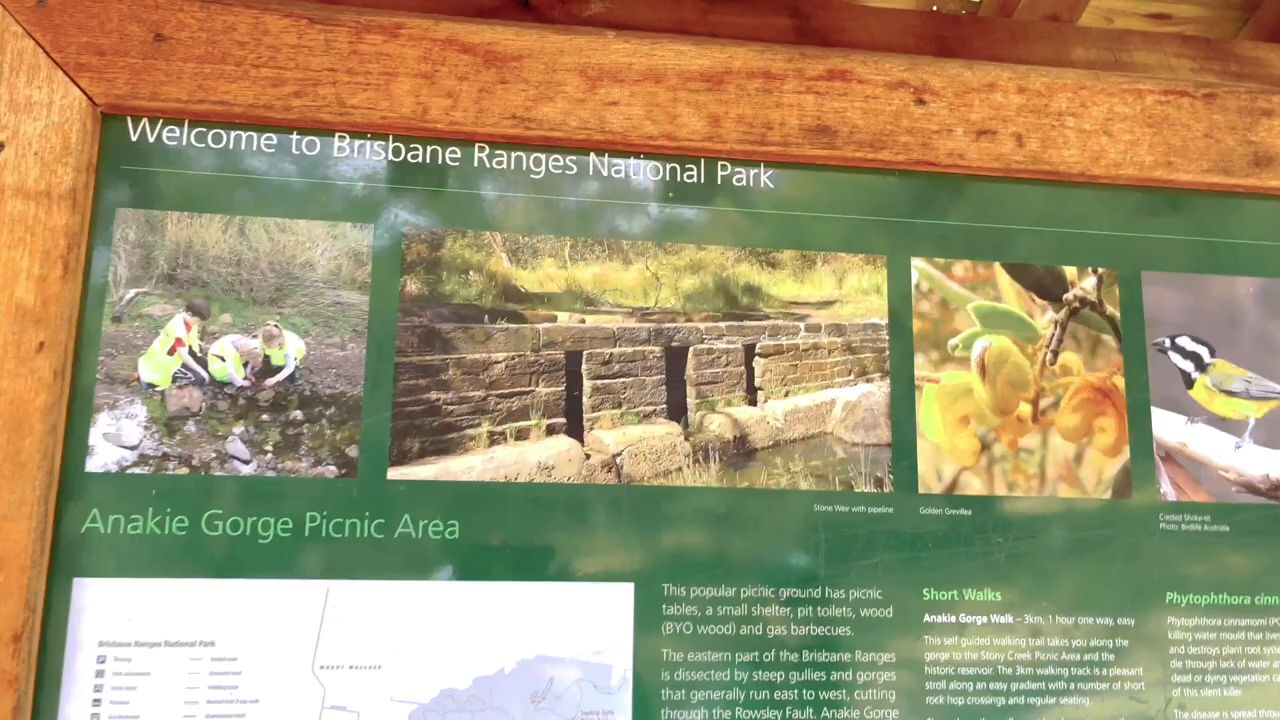 Welcome to Brisbane Ranges National Park
Stone Weir with pipeline
Golden Grevillea
Crested Shrike-tit
Photo: Birdlife Australia
Anakie Gorge Picnic Area
Brisbane Ranges National Park
MOUNT WALLACE
This popular picnic ground has picnic
tables, a small shelter, pit toilets, wood
(BYO wood) and gas barbecues.
The eastern part of the Brisbane Ranges
is dissected by steep gullies and gorges
that generally run east to west, cutting
through the Rowsley Fault. Anakie Gorge
Short Walks
Anakie Gorge Walk – 3km, 1 hour one way, easy
This self guided walking trail takes you along the
gorge to the Stony Creek Picnic Area and the
historic reservoir. The 3km walking track is a pleasant
stroll along an easy gradient with a number of short
rock hop crossings and regular seating.
Phytophthora cinn
Phytophthora cinnamomi (PC
killing water mould that live
and destroys plant root syste
die through lack of water a
dead or dying vegetation ca
of this silent killer.
The disease is spread throu